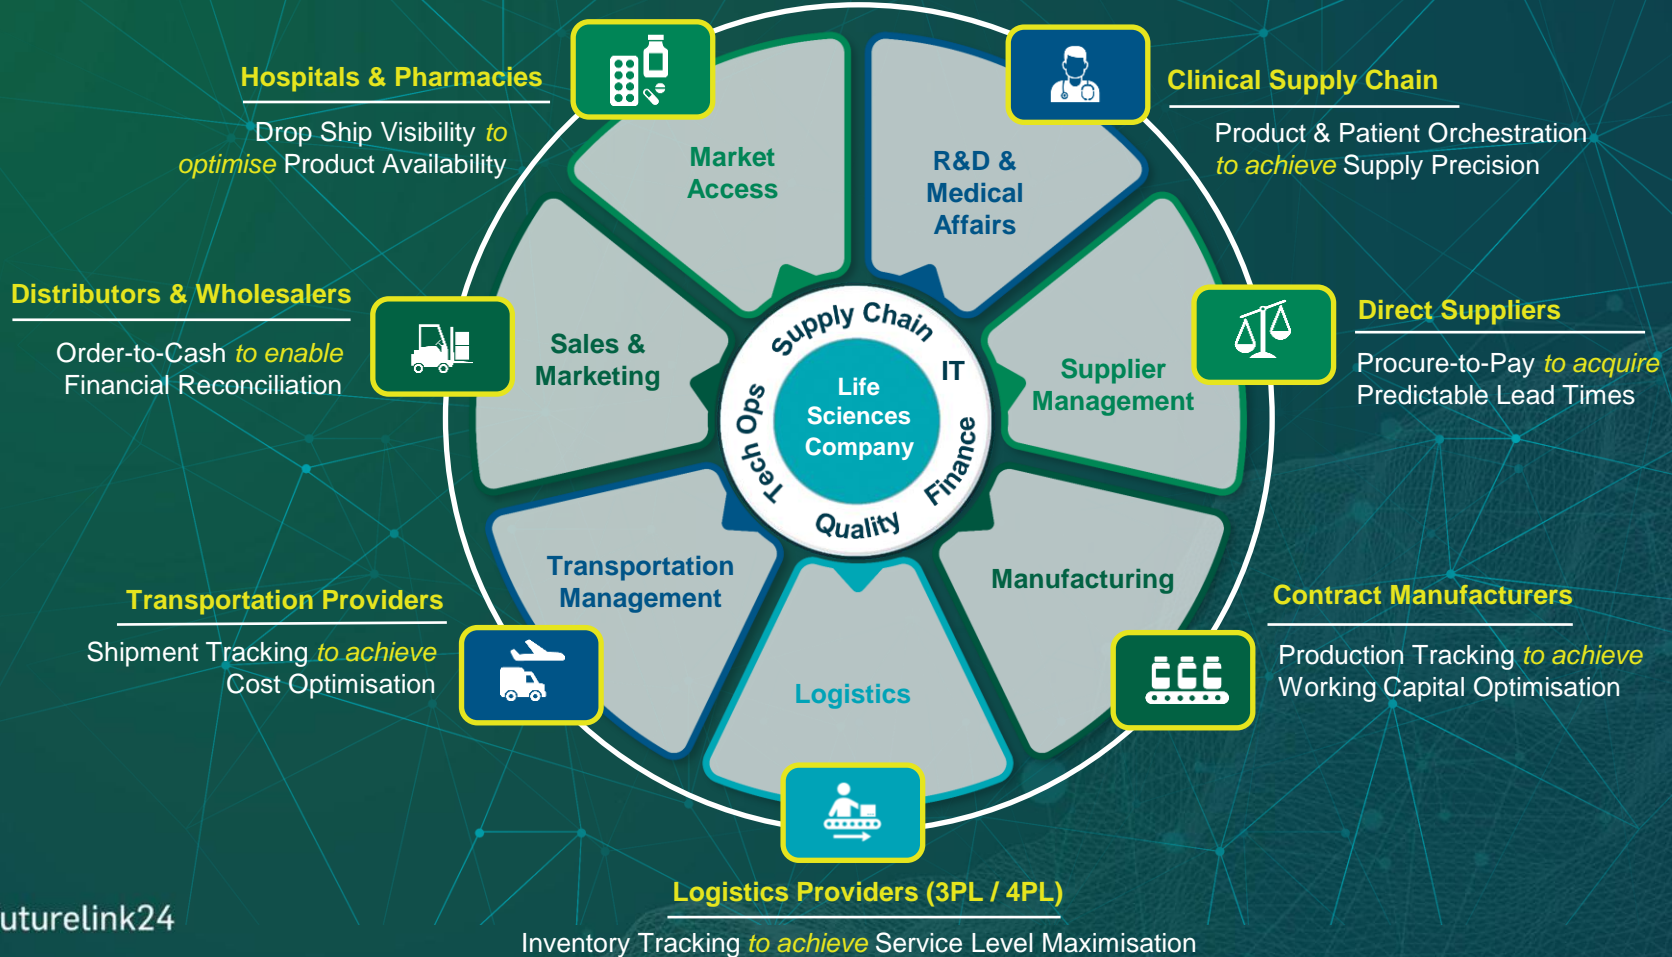 Hospitals & Pharmacies
Drop Ship Visibility to
optimise Product Availability
Clinical Supply Chain
Product & Patient Orchestration
to achieve Supply Precision
Market
Access
R&D &
Medical
Affairs
Distributors & Wholesalers
Order-to-Cash to enable
Financial Reconciliation
Sales &
Marketing
Supply Chain
IT
Finance
Quality
Tech Ops
Life
Sciences
Company
Supplier
Management
Direct Suppliers
Procure-to-Pay to acquire
Predictable Lead Times
Transportation Providers
Shipment Tracking to achieve
Cost Optimisation
Transportation
Management
Logistics
Manufacturing
Contract Manufacturers
Production Tracking to achieve
Working Capital Optimisation
Logistics Providers (3PL / 4PL)
Inventory Tracking to achieve Service Level Maximisation
uturelink24